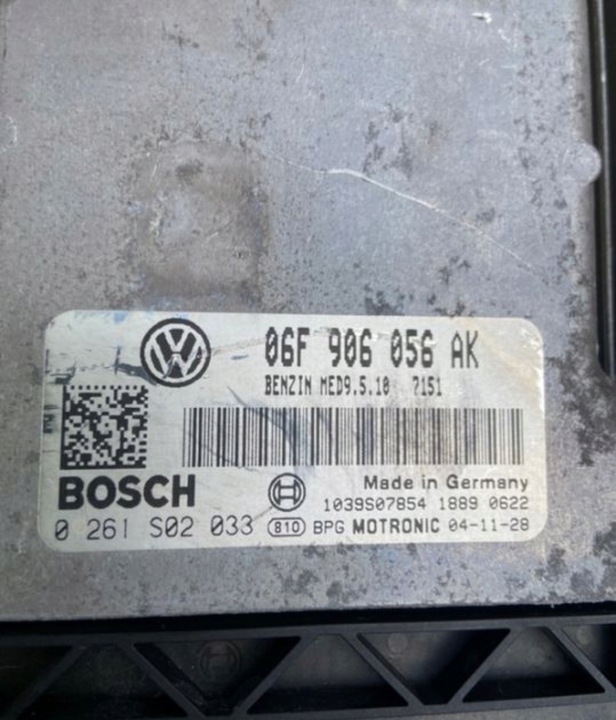 06F 906 056 AK
BENZIN MED9.5.10 7151
BOSCH
Made in Germany
1039S07854 1889 0622
0 261 S02 033 810 BPG MOTRONIC 04-11-28